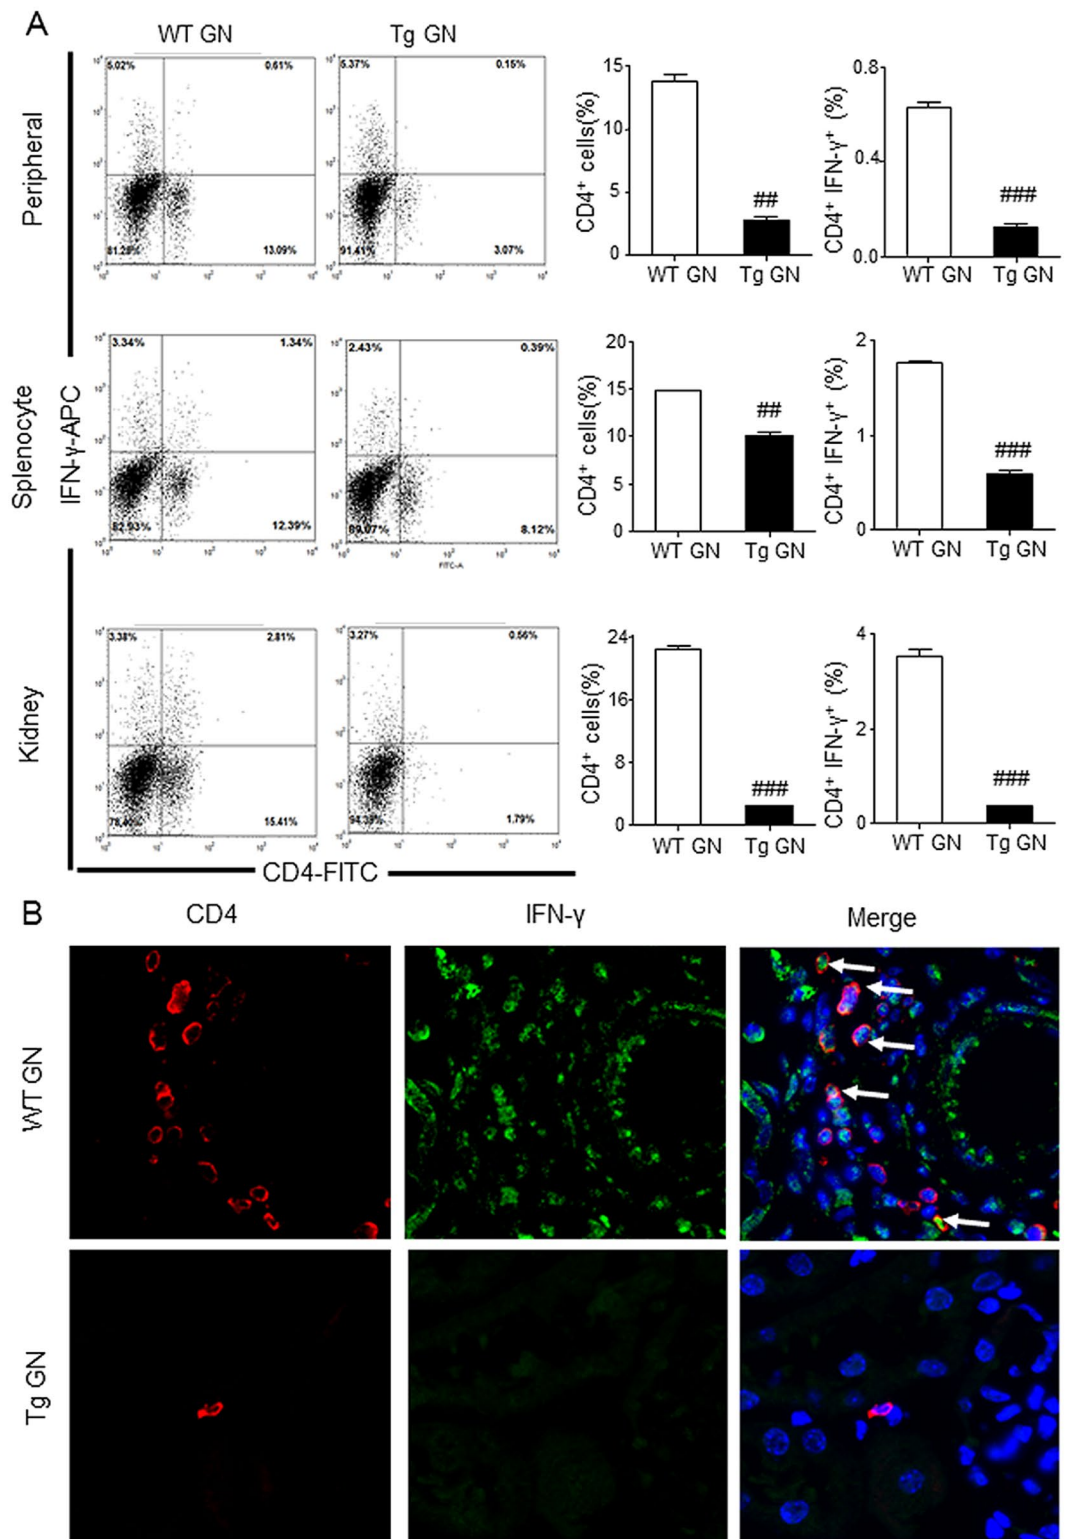 A
WT GN
Tg GN
Peripheral
5.02%
0.61%
13.09%
5.37%
0.15%
91.41%
3.07%
CD4⁺ cells(%)
15
10
5
0
##
WT GN
Tg GN
CD4⁺ IFN-γ⁺ (%)
0.8
0.4
0.0
###
WT GN
Tg GN
Splenocyte
IFN-γ-APC
3.34%
1.34%
82.93%
12.39%
2.43%
0.39%
89.07%
8.12%
FITC-A
CD4⁺ cells(%)
20
15
10
5
0
##
WT GN
Tg GN
CD4⁺ IFN-γ⁺ (%)
2
1
0
###
WT GN
Tg GN
Kidney
3.38%
2.81%
15.41%
3.27%
0.56%
1.79%
CD4⁺ cells(%)
24
16
8
0
###
WT GN
Tg GN
CD4⁺ IFN-γ⁺ (%)
4
2
0
###
WT GN
Tg GN
CD4-FITC
B
CD4
IFN-γ
Merge
WT GN
Tg GN